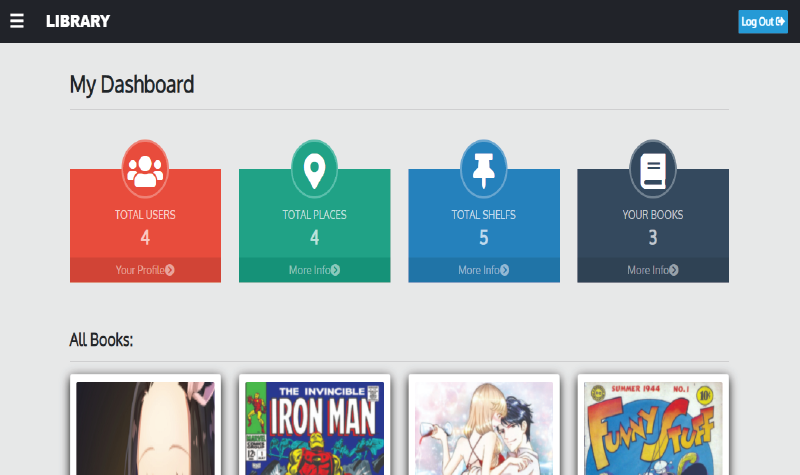 LIBRARY
Log Out
My Dashboard
TOTAL USERS
4
Your Profile
TOTAL PLACES
4
More Info
TOTAL SHELFS
5
More Info
YOUR BOOKS
3
More Info
All Books:
THE INVINCIBLE
IRON MAN
SUMMER 1944 NO. 1
10¢
FUNNY STUFF